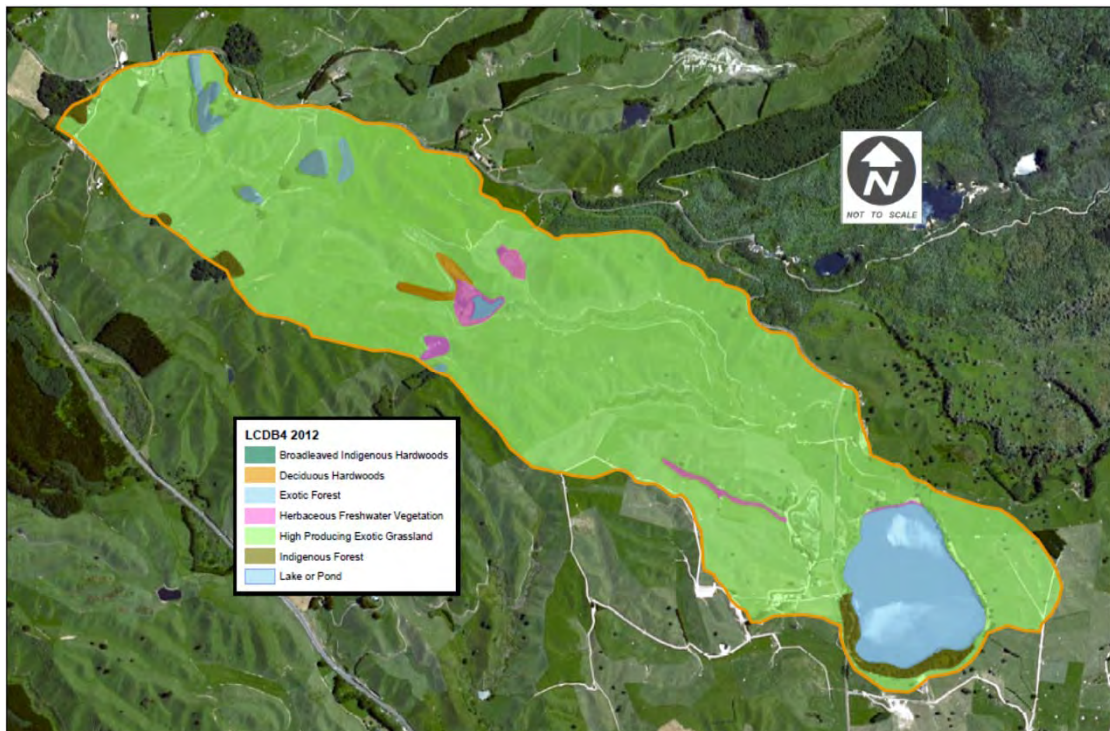 N
NOT TO SCALE
LCDB4 2012
Broadleaved Indigenous Hardwoods
Deciduous Hardwoods
Exotic Forest
Herbaceous Freshwater Vegetation
High Producing Exotic Grassland
Indigenous Forest
Lake or Pond